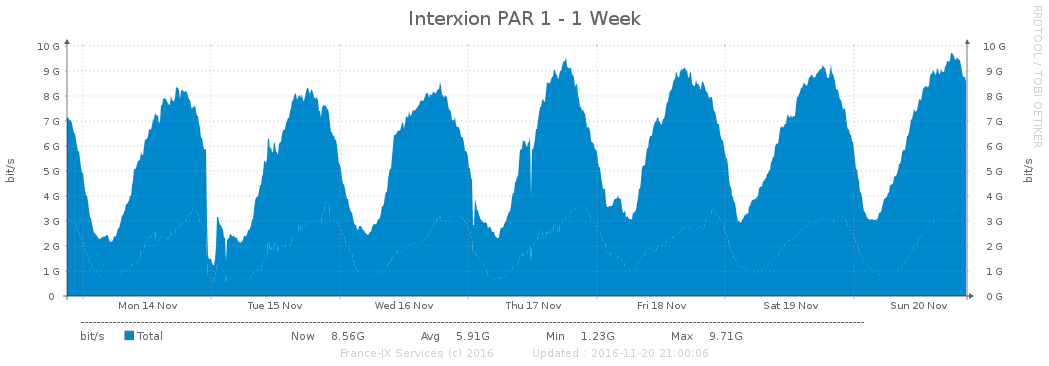 Interxion PAR 1 - 1 Week
RRDTOOL / TOBI OETIKER
10 G 10 G
9 G 9 G
8 G 8 G
7 G 7 G
6 G 6 G
5 G 5 G
4 G 4 G
3 G 3 G
2 G 2 G
1 G 1 G
0 0 G
bit/s bit/s
Mon 14 Nov Tue 15 Nov Wed 16 Nov Thu 17 Nov Fri 18 Nov Sat 19 Nov Sun 20 Nov
bit/s Total Now 8.56G Avg 5.91G Min 1.23G Max 9.71G
France-IX Services (c) 2016 Updated : 2016-11-20 21:00:06